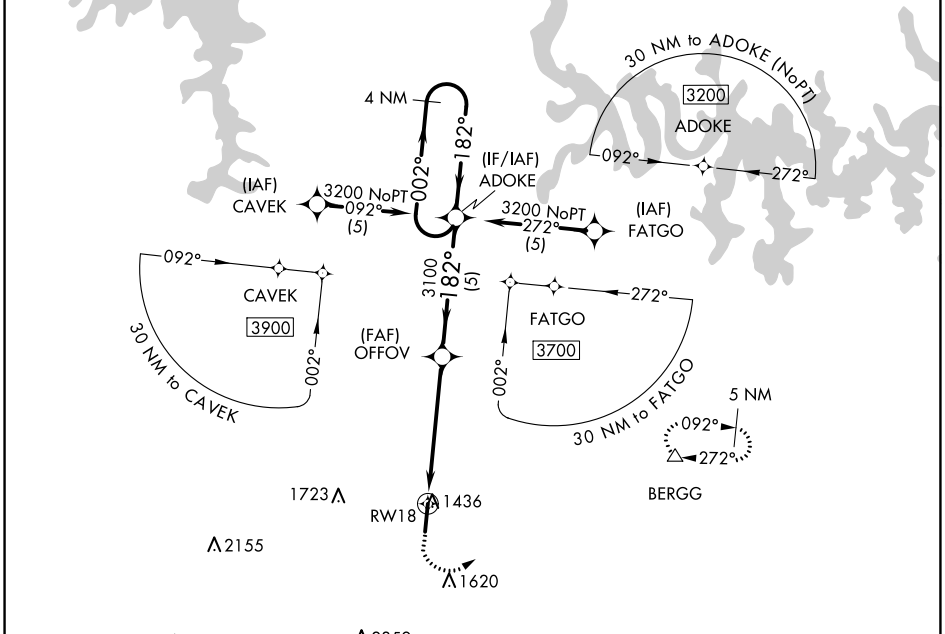 30 NM to ADOKE (NoPT)
3200
ADOKE
092°
272°
4 NM
002°
182°
(IF/IAF)
ADOKE
(IAF)
CAVEK
3200 NoPT
092°
(5)
3200 NoPT
272°
(5)
(IAF)
FATGO
3100
182°
(5)
092°
CAVEK
3900
002°
30 NM to CAVEK
(FAF)
OFFOV
272°
FATGO
3700
002°
30 NM to FATGO
5 NM
092°
272°
BERGG
1723
1436
RW18
2155
1620